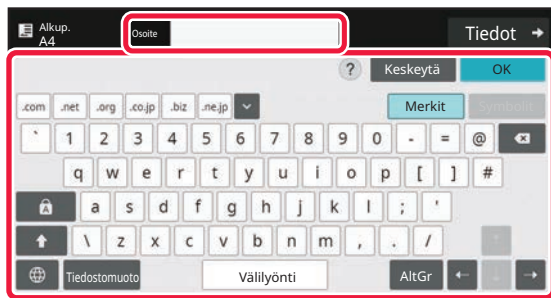 Alkup.
A4
Osoite
Tiedot
? Keskeytä OK
.com .net .org .co.jp .biz .ne.jp Merkit Symbolit
` 1 2 3 4 5 6 7 8 9 0 - = @
q w e r t y u i o p [ ] #
A a s d f g h j k l ; '
\ z x c v b n m , . /
Tiedostomuoto Välilyönti AltGr